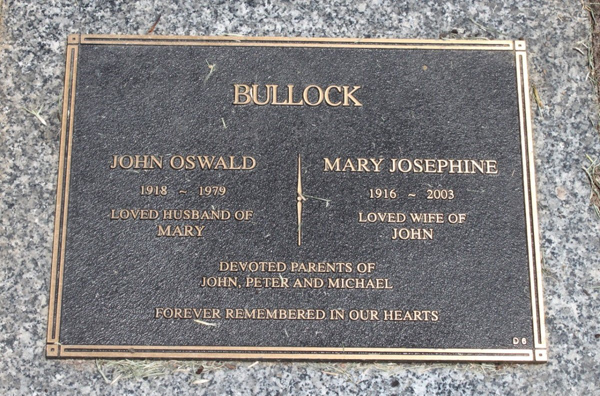 BULLOCK
JOHN OSWALD
1918 ~ 1979
LOVED HUSBAND OF
MARY
MARY JOSEPHINE
1916 ~ 2003
LOVED WIFE OF
JOHN
DEVOTED PARENTS OF
JOHN, PETER AND MICHAEL
FOREVER REMEMBERED IN OUR HEARTS
D 6